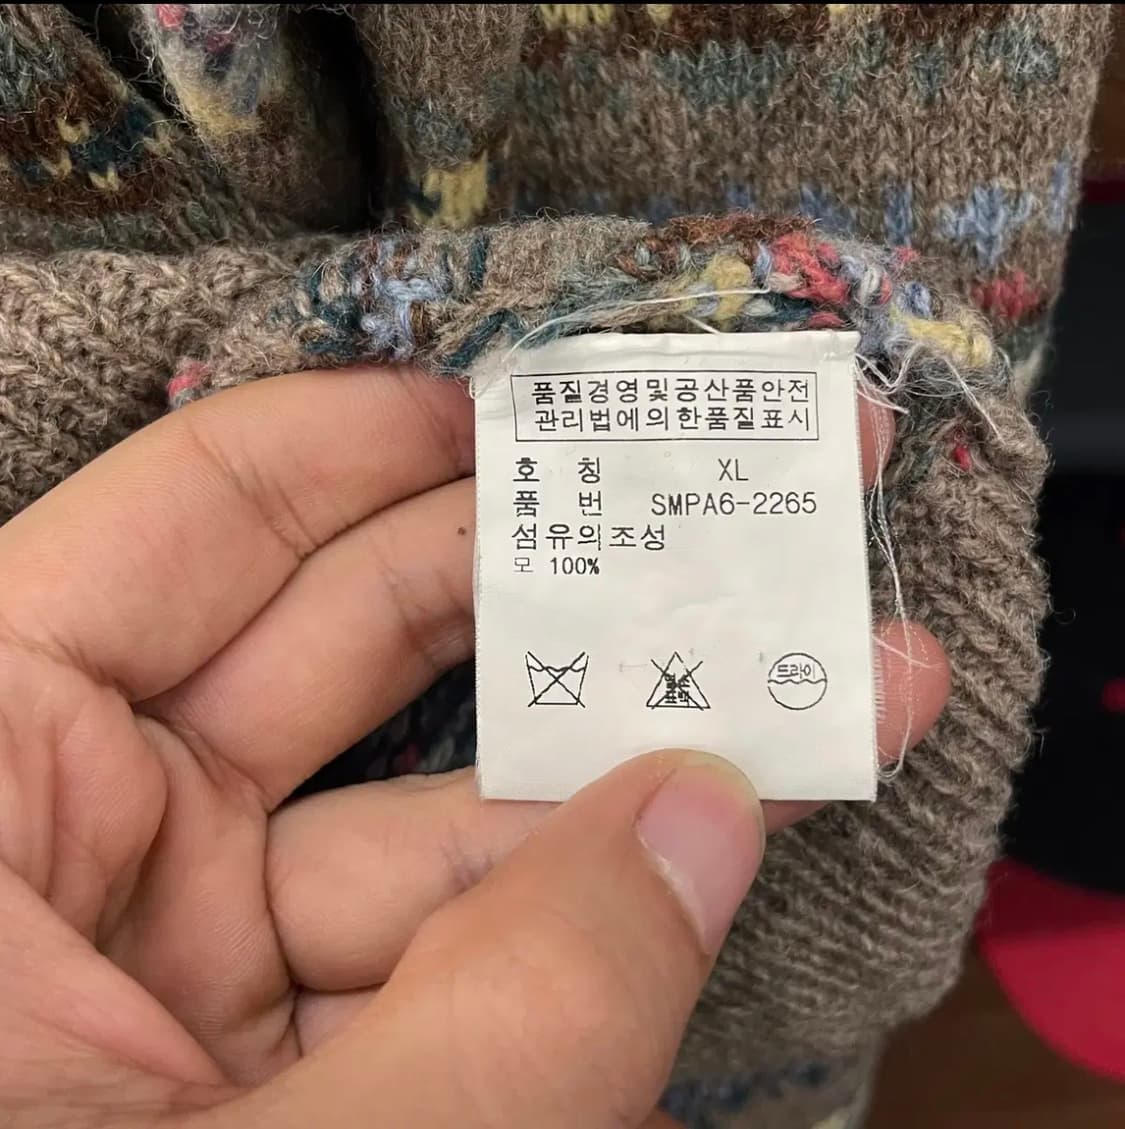 품질경영및공산품안전
관리법에의한품질표시
호 칭 XL
품 번 SMPA6-2265
섬유의조성
모 100%
드라이